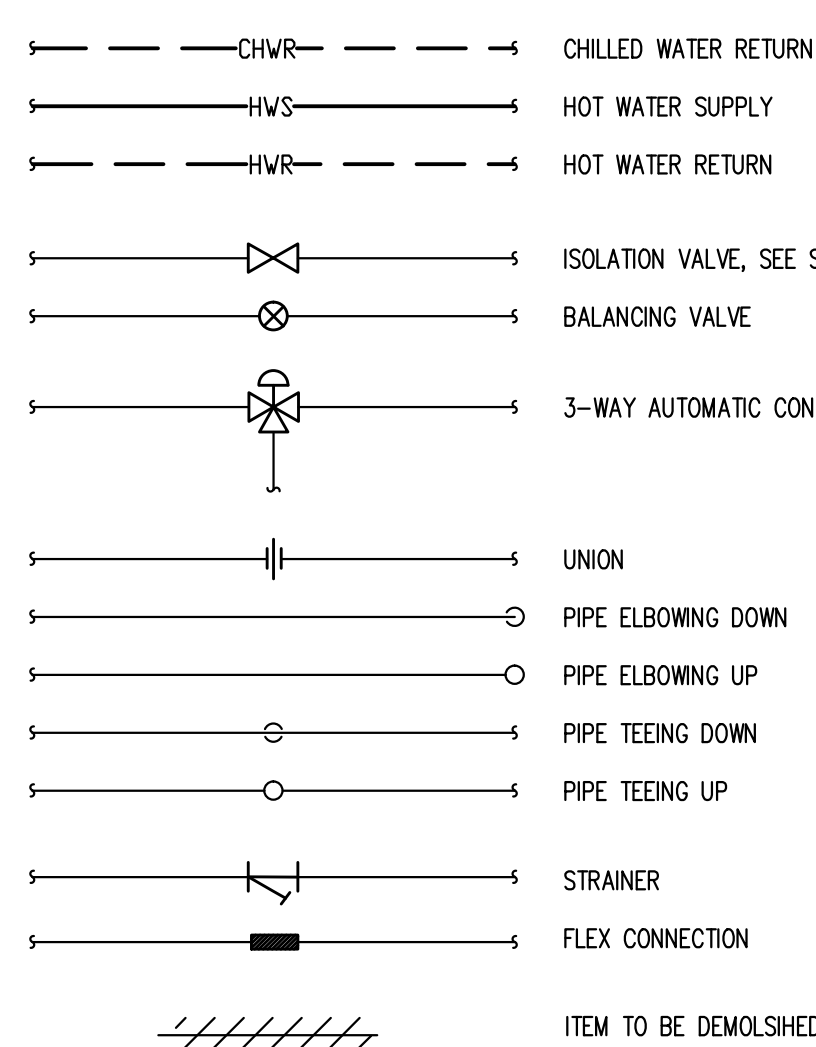 CHWR CHILLED WATER RETURN
HWS HOT WATER SUPPLY
HWR HOT WATER RETURN
ISOLATION VALVE, SEE S
BALANCING VALVE
3-WAY AUTOMATIC CON
UNION
PIPE ELBOWING DOWN
PIPE ELBOWING UP
PIPE TEEING DOWN
PIPE TEEING UP
STRAINER
FLEX CONNECTION
ITEM TO BE DEMOLSIHED